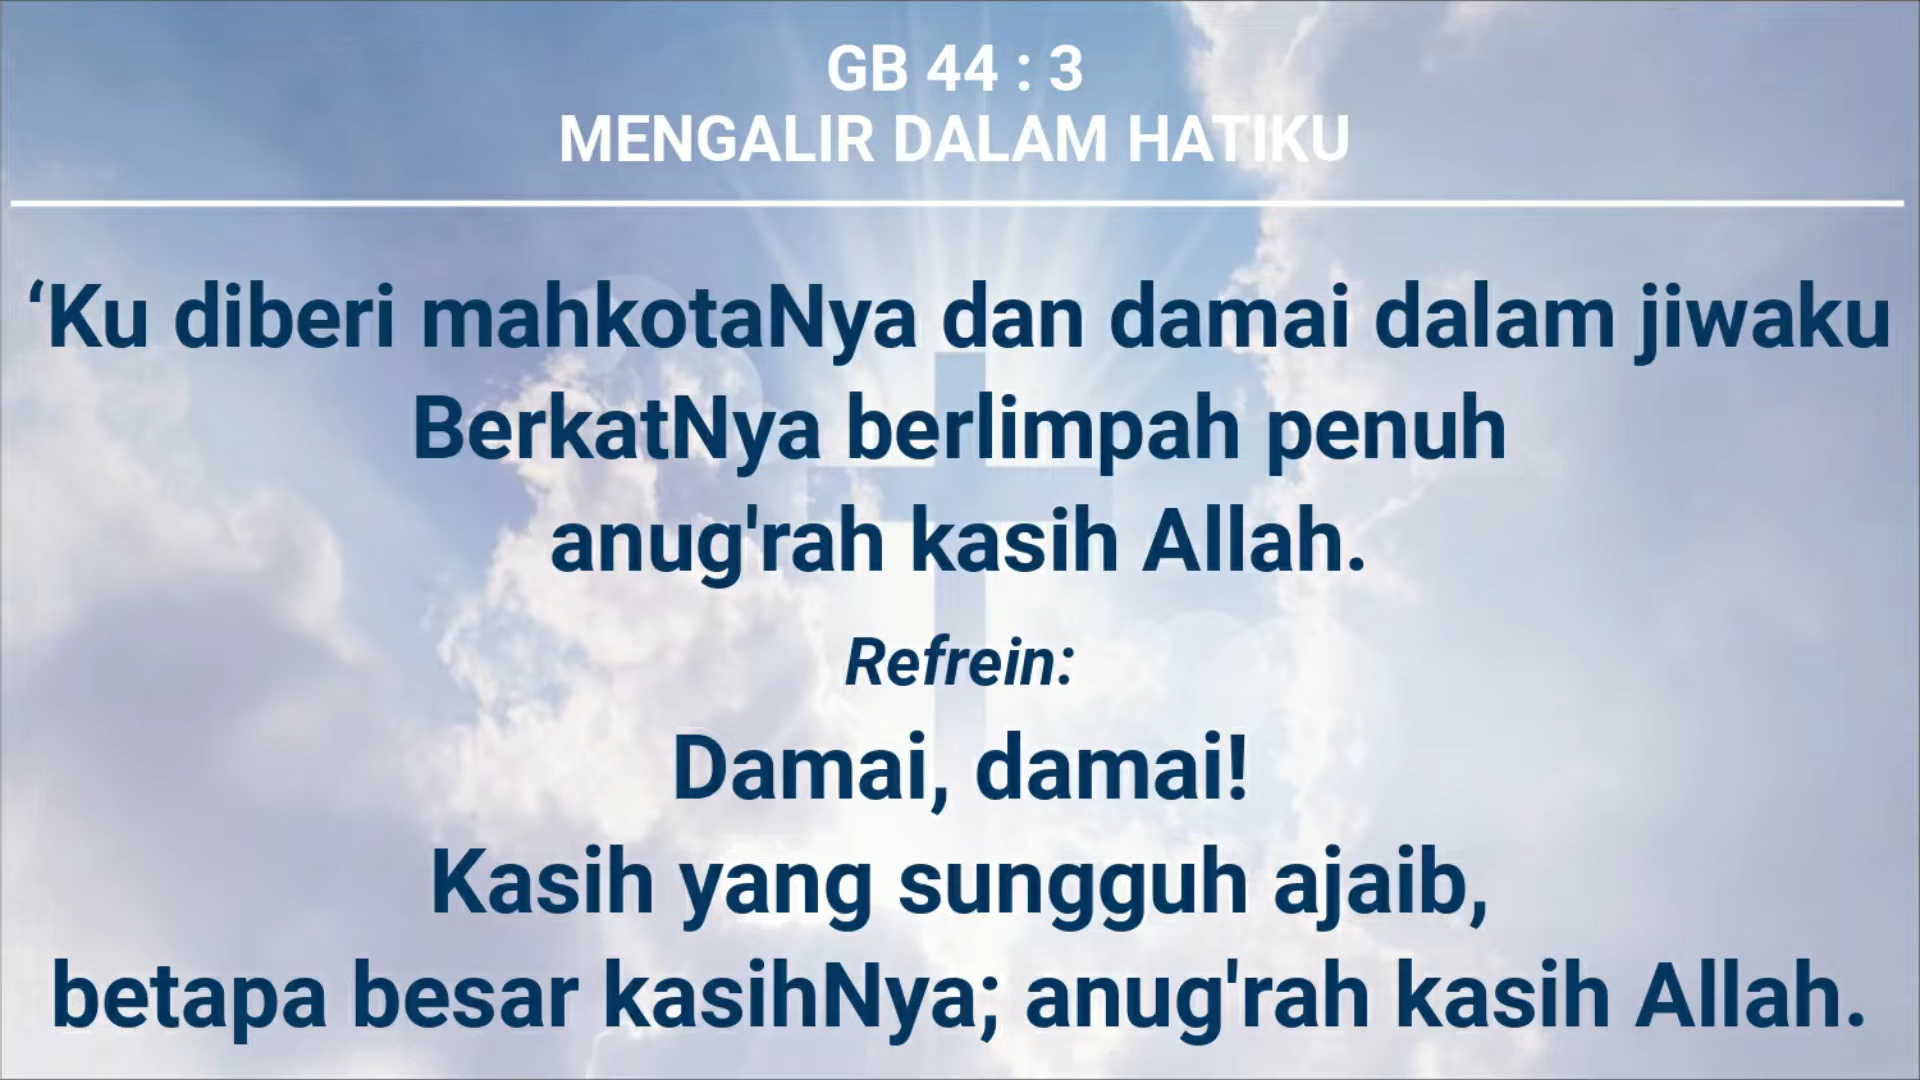 GB 44 : 3
MENGALIR DALAM HATIKU
‘Ku diberi mahkotaNya dan damai dalam jiwaku
BerkatNya berlimpah penuh
anug'rah kasih Allah.
Refrein:
Damai, damai!
Kasih yang sungguh ajaib,
betapa besar kasihNya; anug'rah kasih Allah.